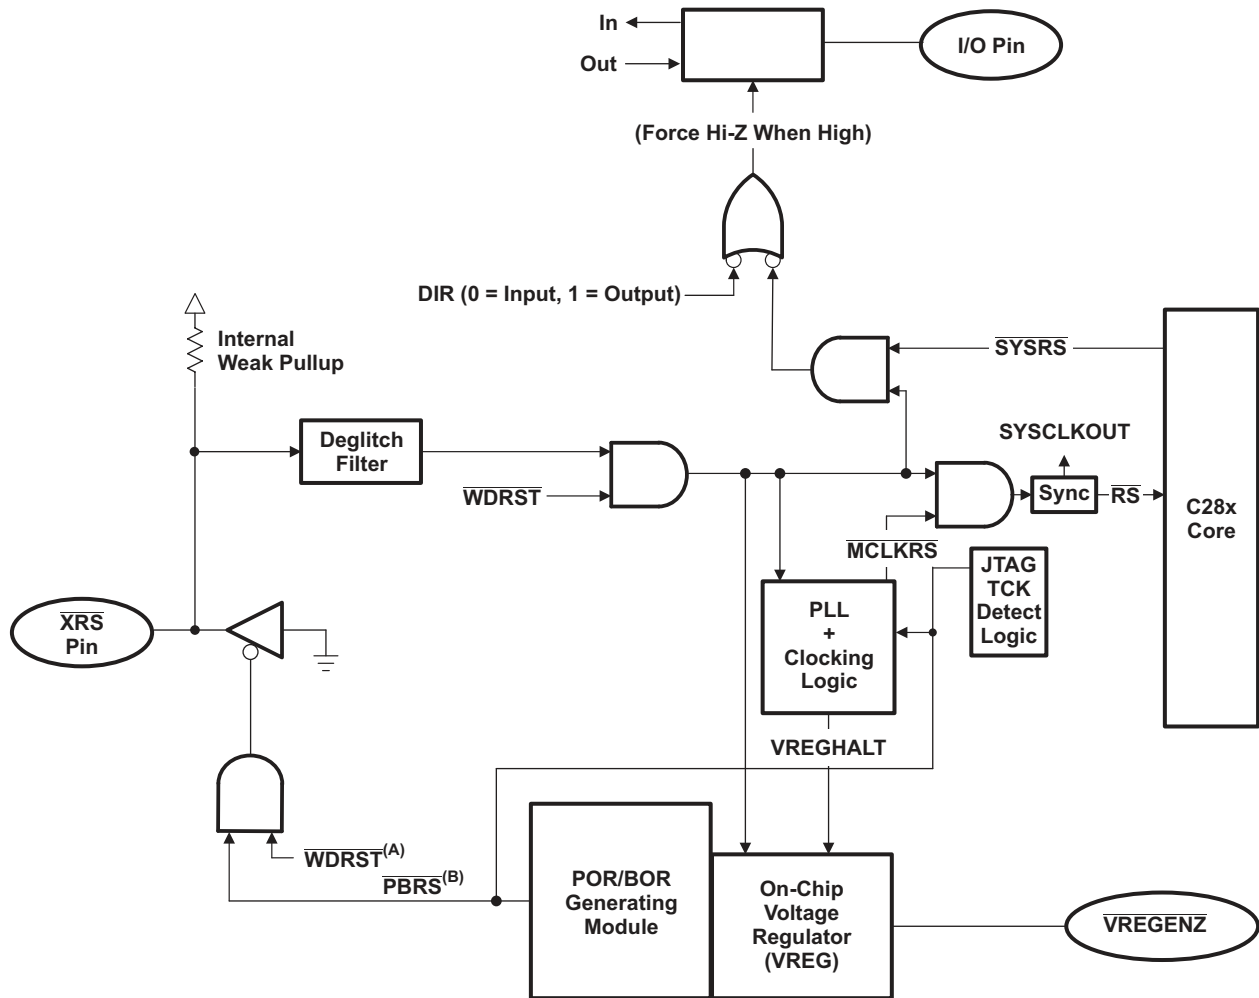 In
Out
I/O Pin
(Force Hi-Z When High)
DIR (0 = Input, 1 = Output)
Internal
Weak Pullup
SYSRS
Deglitch
Filter
WDRST
SYSCLKOUT
Sync
RS
C28x
Core
MCLKRS
JTAG
TCK
Detect
Logic
XRS
Pin
PLL
+
Clocking
Logic
VREGHALT
WDRST(A)
PBRS(B)
POR/BOR
Generating
Module
On-Chip
Voltage
Regulator
(VREG)
VREGENZ